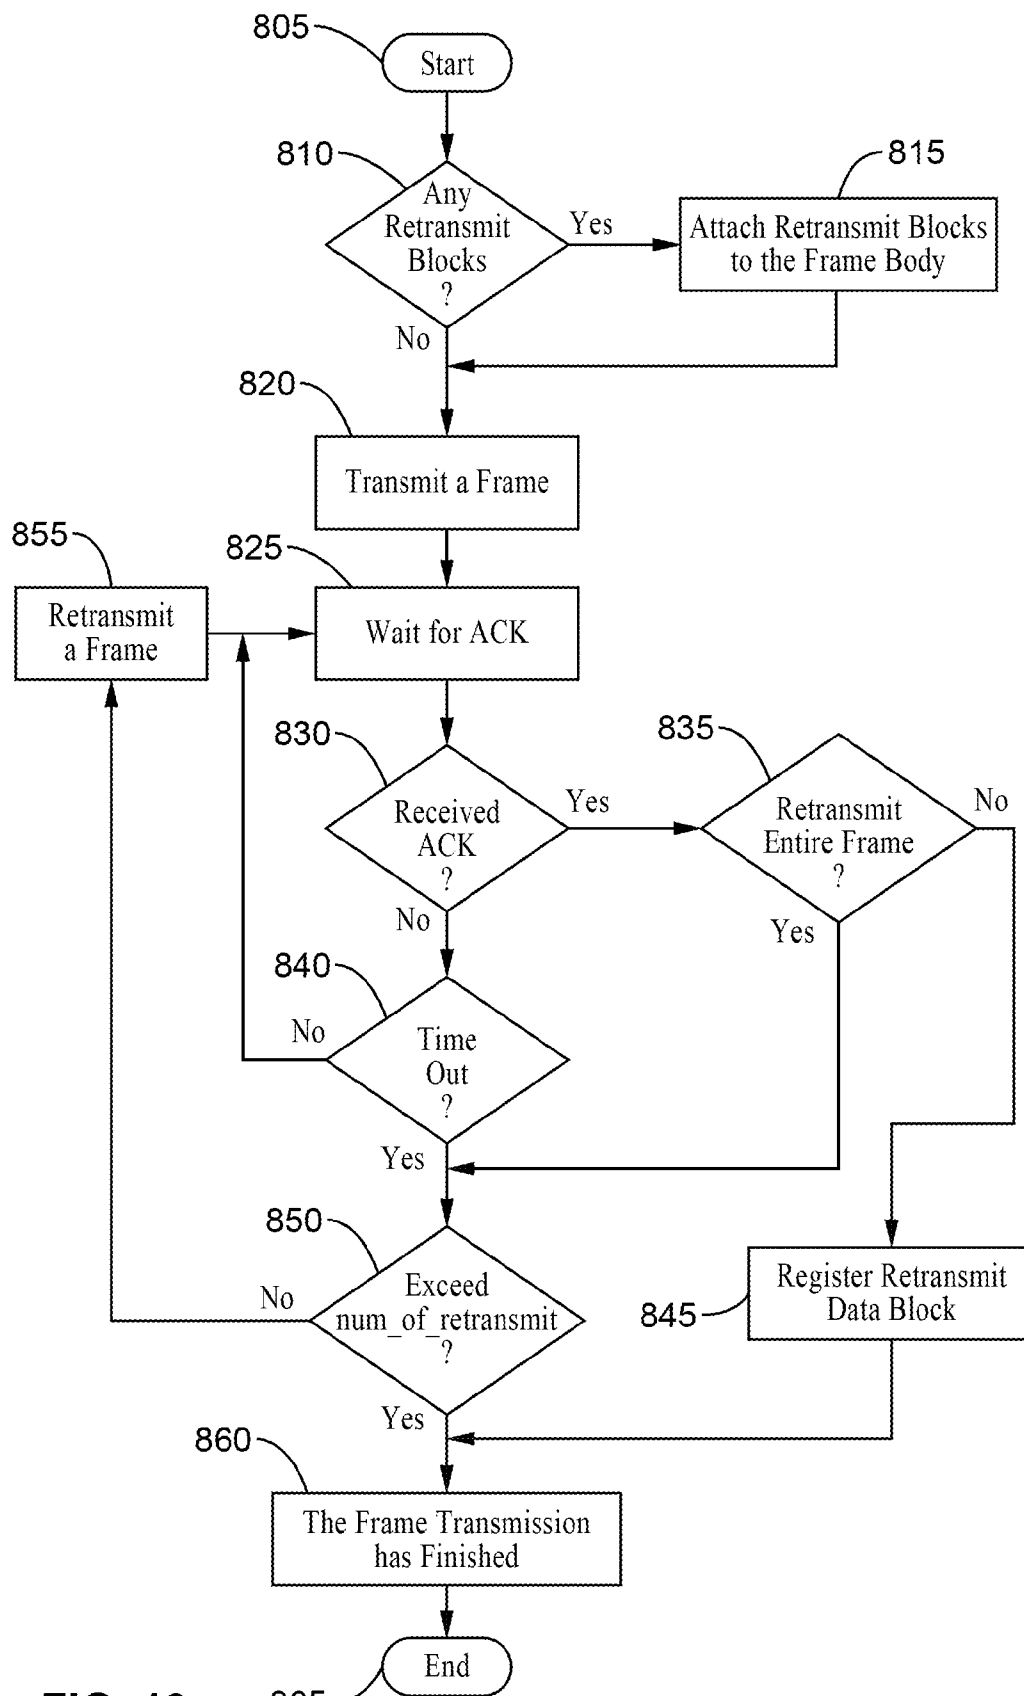 805
Start
810
Any
Retransmit
Blocks
?
Yes
815
Attach Retransmit Blocks
to the Frame Body
No
820
Transmit a Frame
855
Retransmit
a Frame
825
Wait for ACK
830
Received
ACK
?
Yes
835
Retransmit
Entire Frame
?
No
Yes
No
840
No
Time
Out
?
Yes
850
Exceed
num_of_retransmit
?
No
845
Register Retransmit
Data Block
Yes
860
The Frame Transmission
has Finished
End